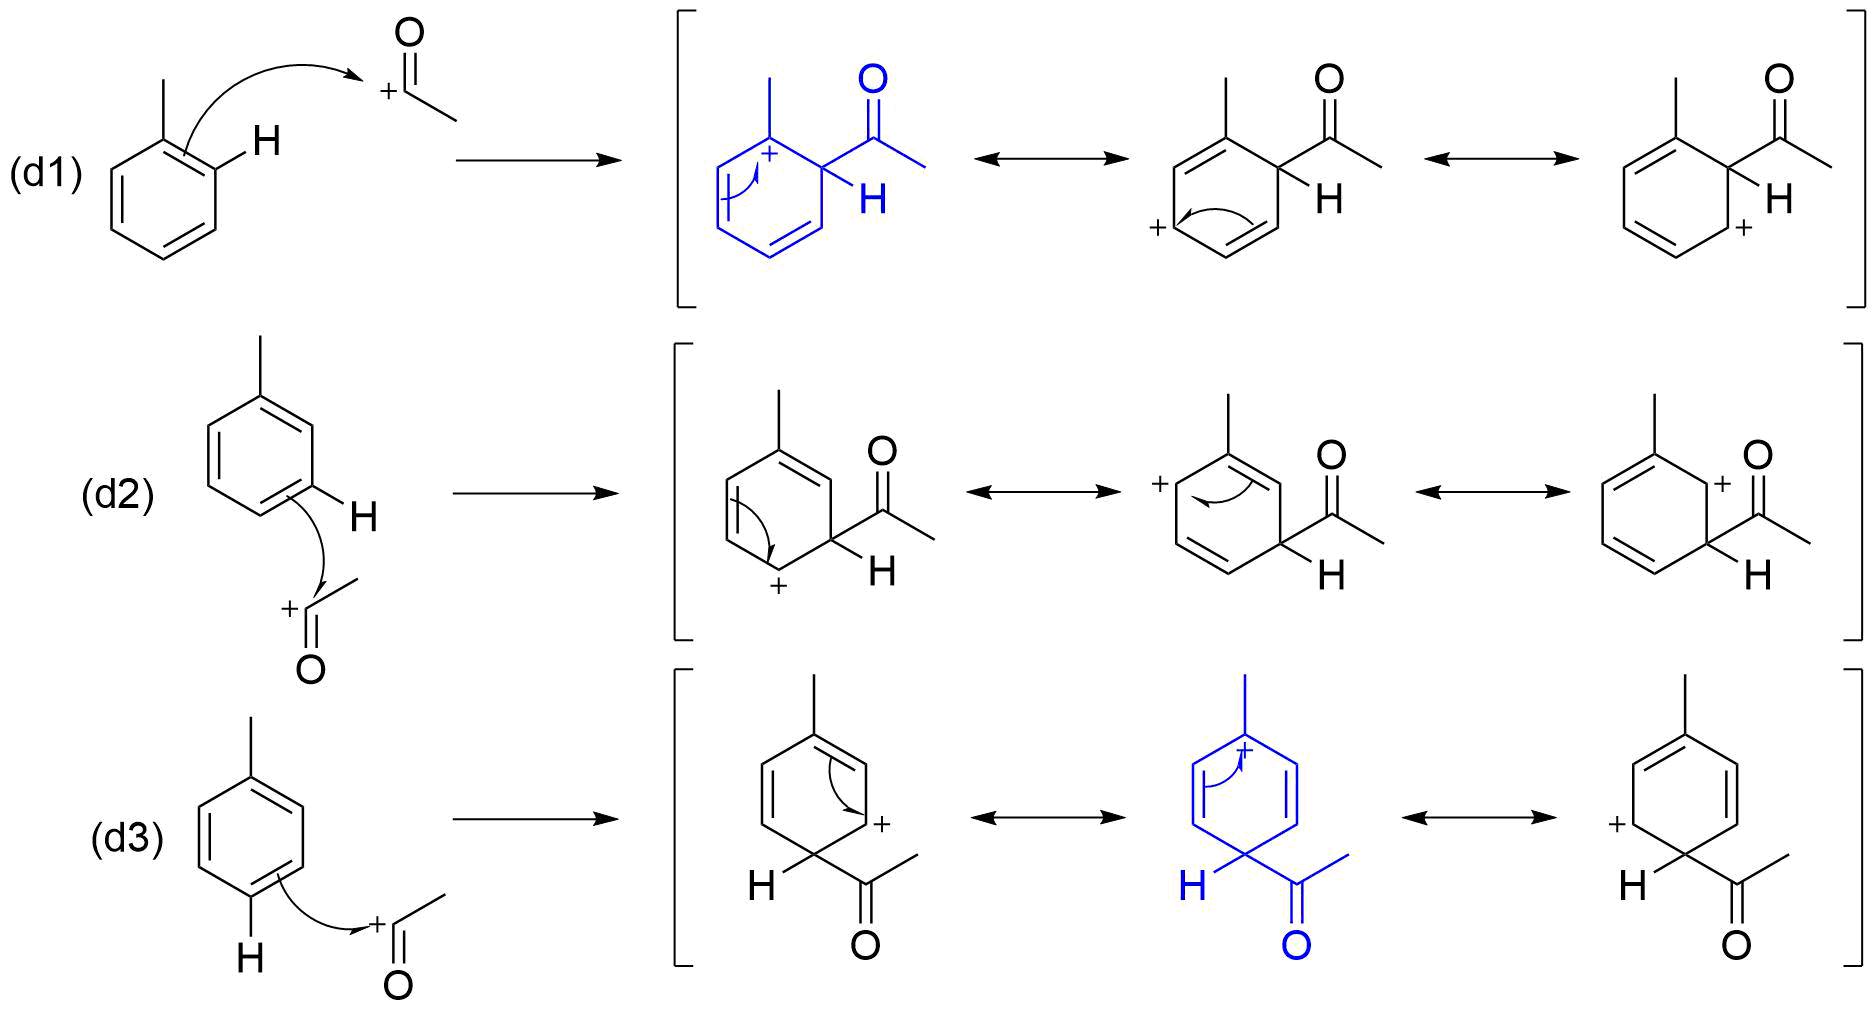 O
+
(d1) H
O O O
+ H + H H +
(d2) H
+
O
O O O
+ H + H + H
(d3) H
+
O
+ H O
+ H O
+ H O